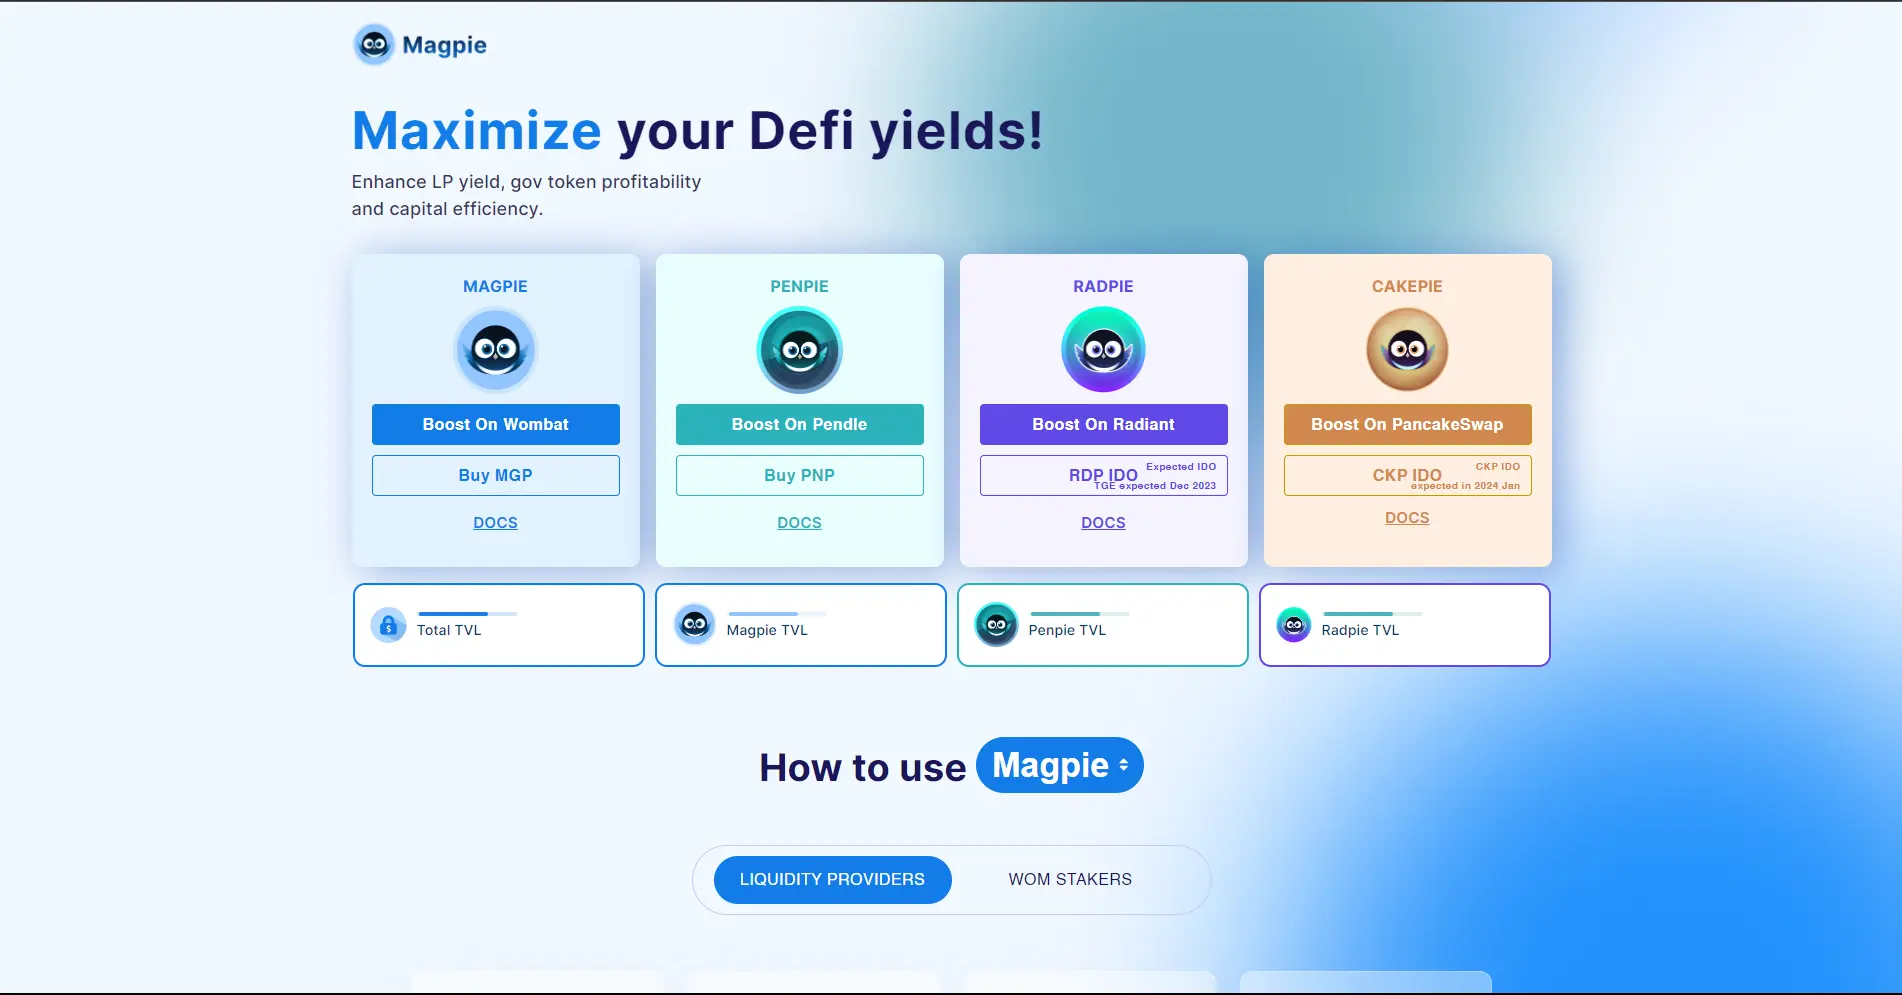 Magpie
Maximize your Defi yields!
Enhance LP yield, gov token profitability
and capital efficiency.
MAGPIE
Boost On Wombat
Buy MGP
DOCS
PENPIE
Boost On Pendle
Buy PNP
DOCS
RADPIE
Boost On Radiant
RDP IDO
Expected IDO
TGE expected Dec 2023
DOCS
CAKEPIE
Boost On PancakeSwap
CKP IDO
CKP IDO
expected in 2024 Jan
DOCS
$
Total TVL
Magpie TVL
Penpie TVL
Radpie TVL
How to use Magpie
LIQUIDITY PROVIDERS
WOM STAKERS